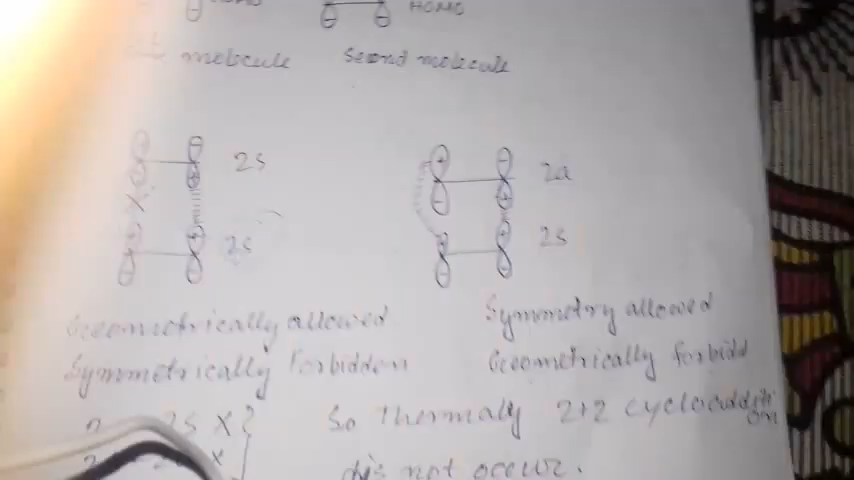 HOMO
molecule Second molecule
2s 2a
2s 2s
Geometrically allowed
Symmetrically Forbidden
Symmetry allowed
Geometrically Forbidd
2s X
So thermally 2+2 cycloaddition
not occur.